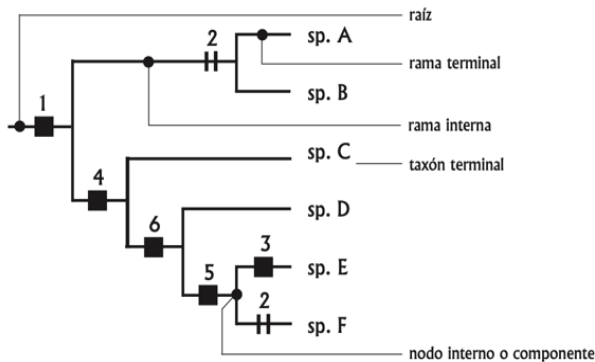 raíz
2
sp. A
rama terminal
sp. B
1
rama interna
sp. C
taxón terminal
4
sp. D
6
3
sp. E
5
2
sp. F
nodo interno o componente